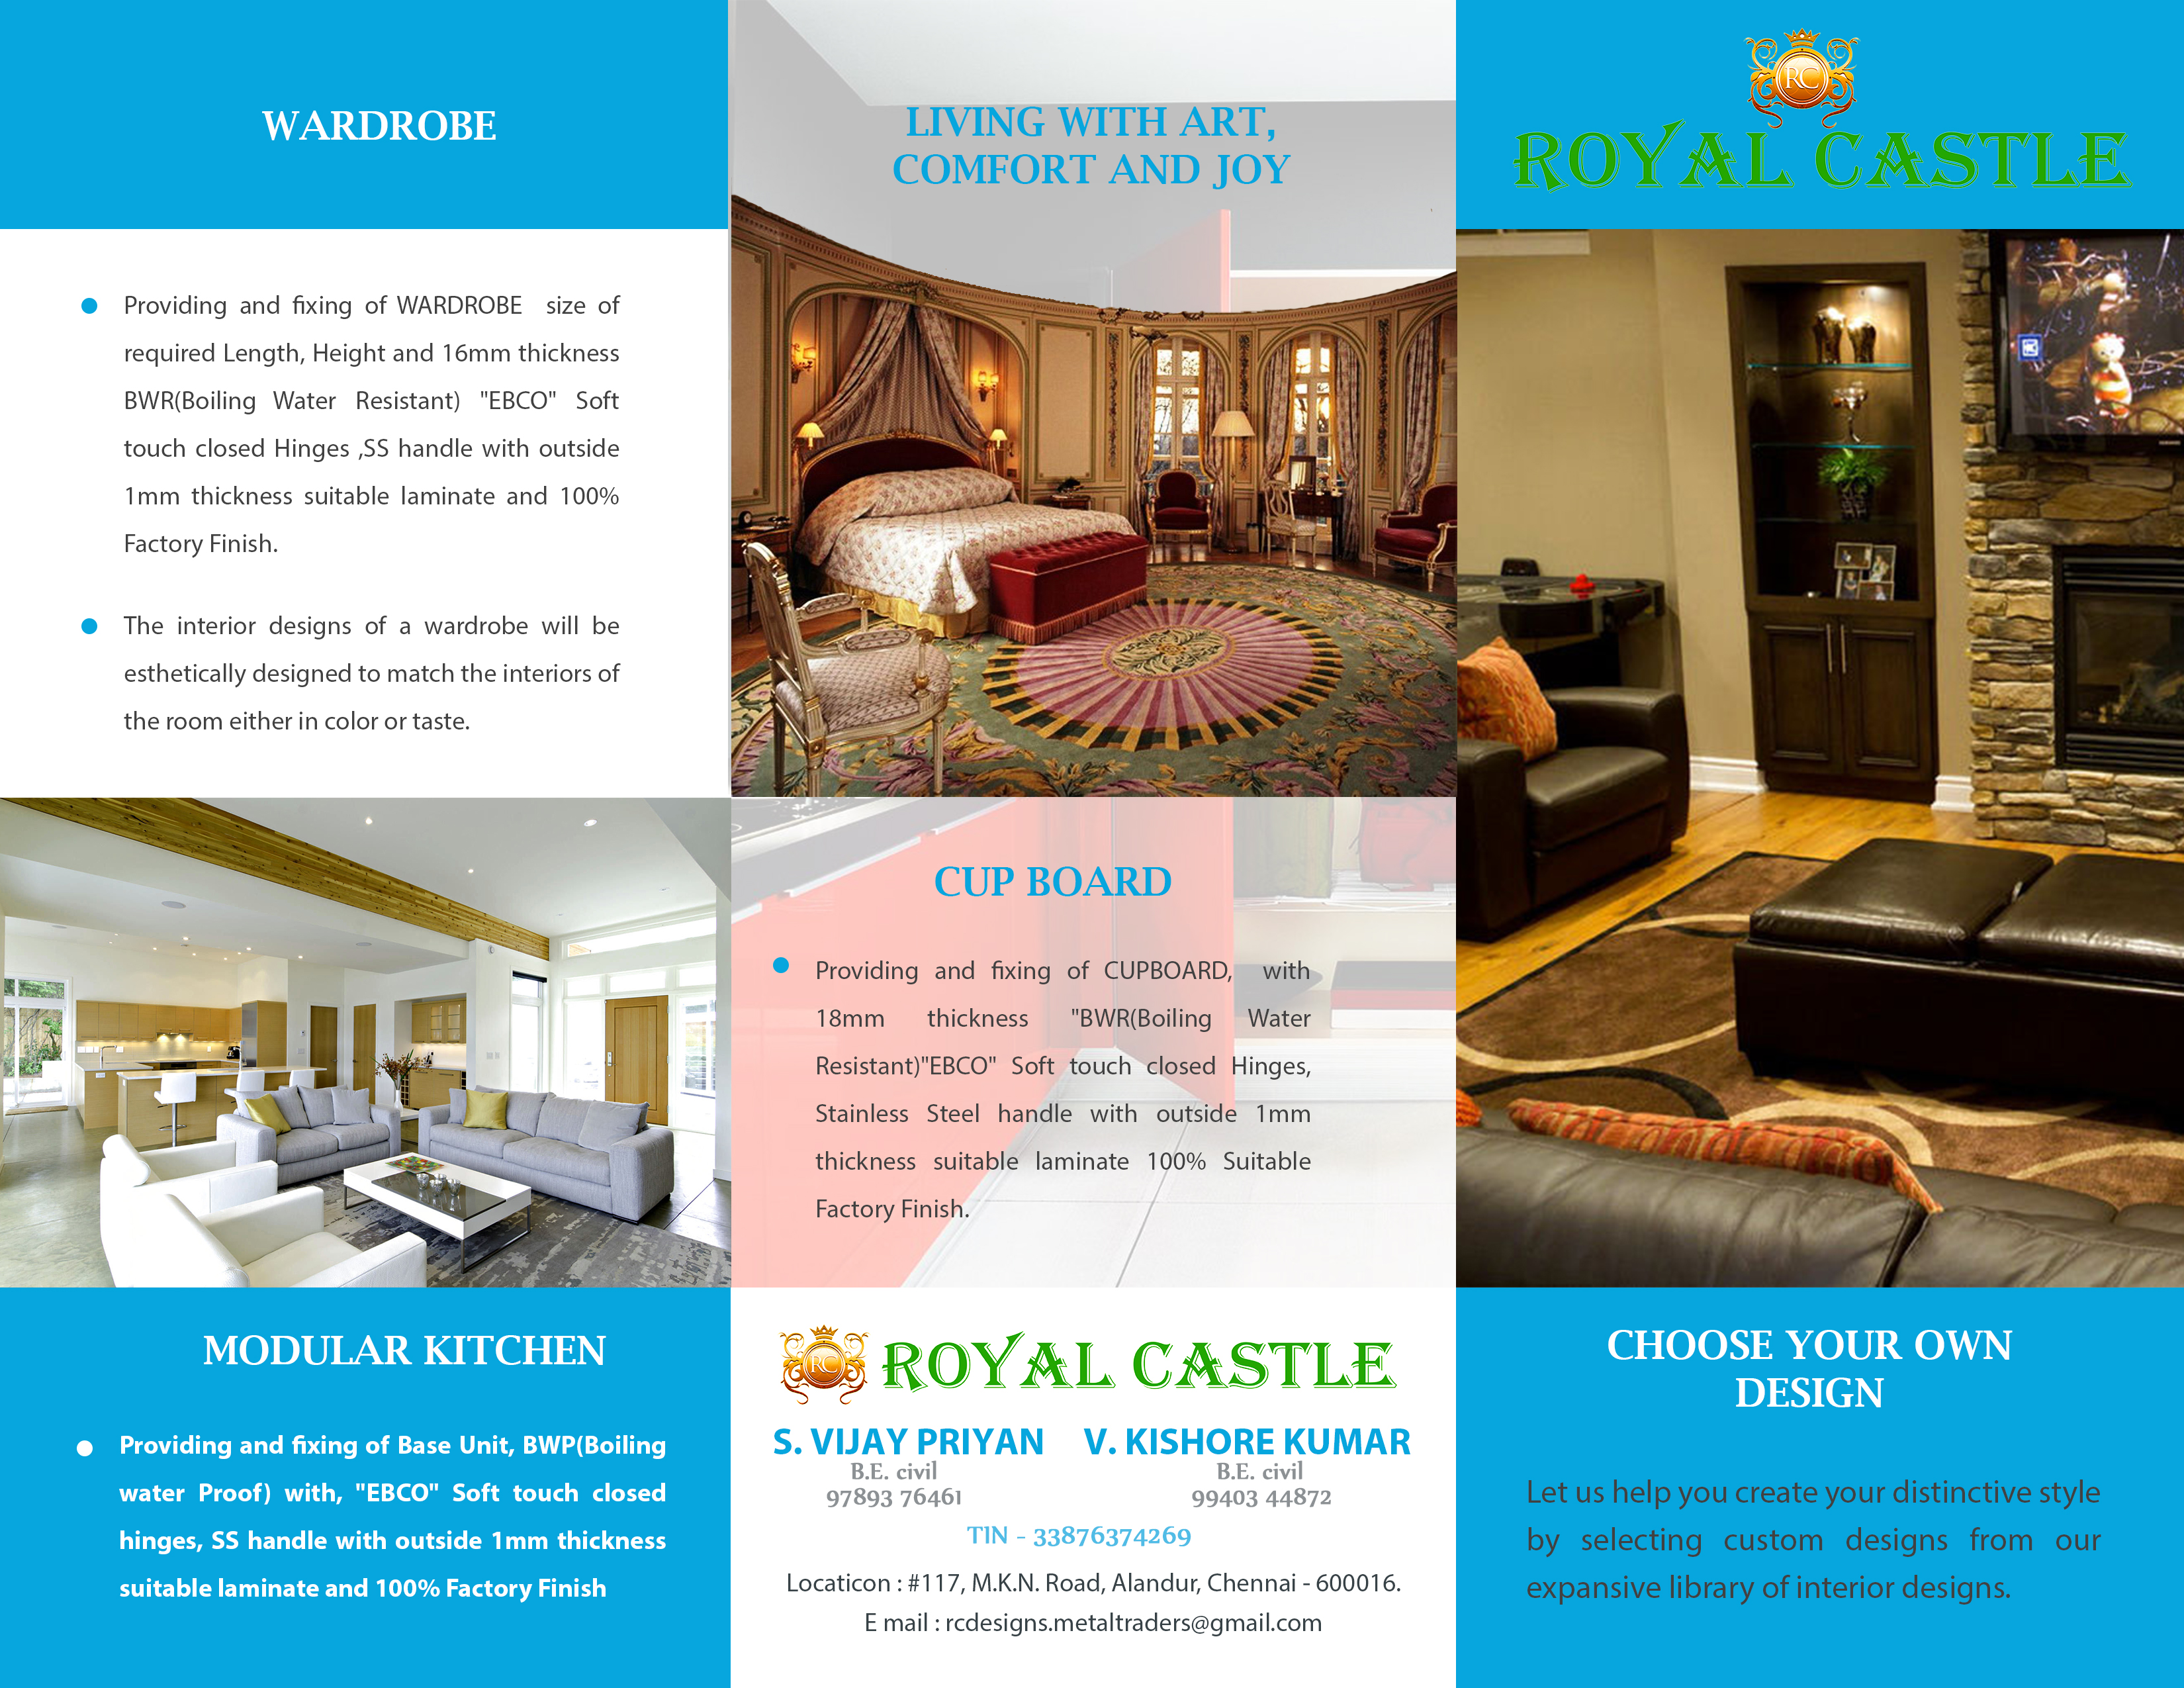 WARDROBE
Providing and fixing of WARDROBE size of
required Length, Height and 16mm thickness
BWR(Boiling Water Resistant) "EBCO" Soft
touch closed Hinges ,SS handle with outside
1mm thickness suitable laminate and 100%
Factory Finish.
The interior designs of a wardrobe will be
esthetically designed to match the interiors of
the room either in color or taste.
MODULAR KITCHEN
Providing and fixing of Base Unit, BWP(Boiling
water Proof) with, "EBCO" Soft touch closed
hinges, SS handle with outside 1mm thickness
suitable laminate and 100% Factory Finish
LIVING WITH ART,
COMFORT AND JOY
CUP BOARD
Providing and fixing of CUPBOARD, with
18mm thickness "BWR(Boiling Water
Resistant)"EBCO" Soft touch closed Hinges,
Stainless Steel handle with outside 1mm
thickness suitable laminate 100% Suitable
Factory Finish.
RC
ROYAL CASTLE
S. VIJAY PRIYAN V. KISHORE KUMAR
B.E. civil B.E. civil
97893 76461 99403 44872
TIN - 33876374269
Locaticon : #117, M.K.N. Road, Alandur, Chennai - 600016.
E mail : rcdesigns.metaltraders@gmail.com
RC
ROYAL CASTLE
CHOOSE YOUR OWN
DESIGN
Let us help you create your distinctive style
by selecting custom designs from our
expansive library of interior designs.